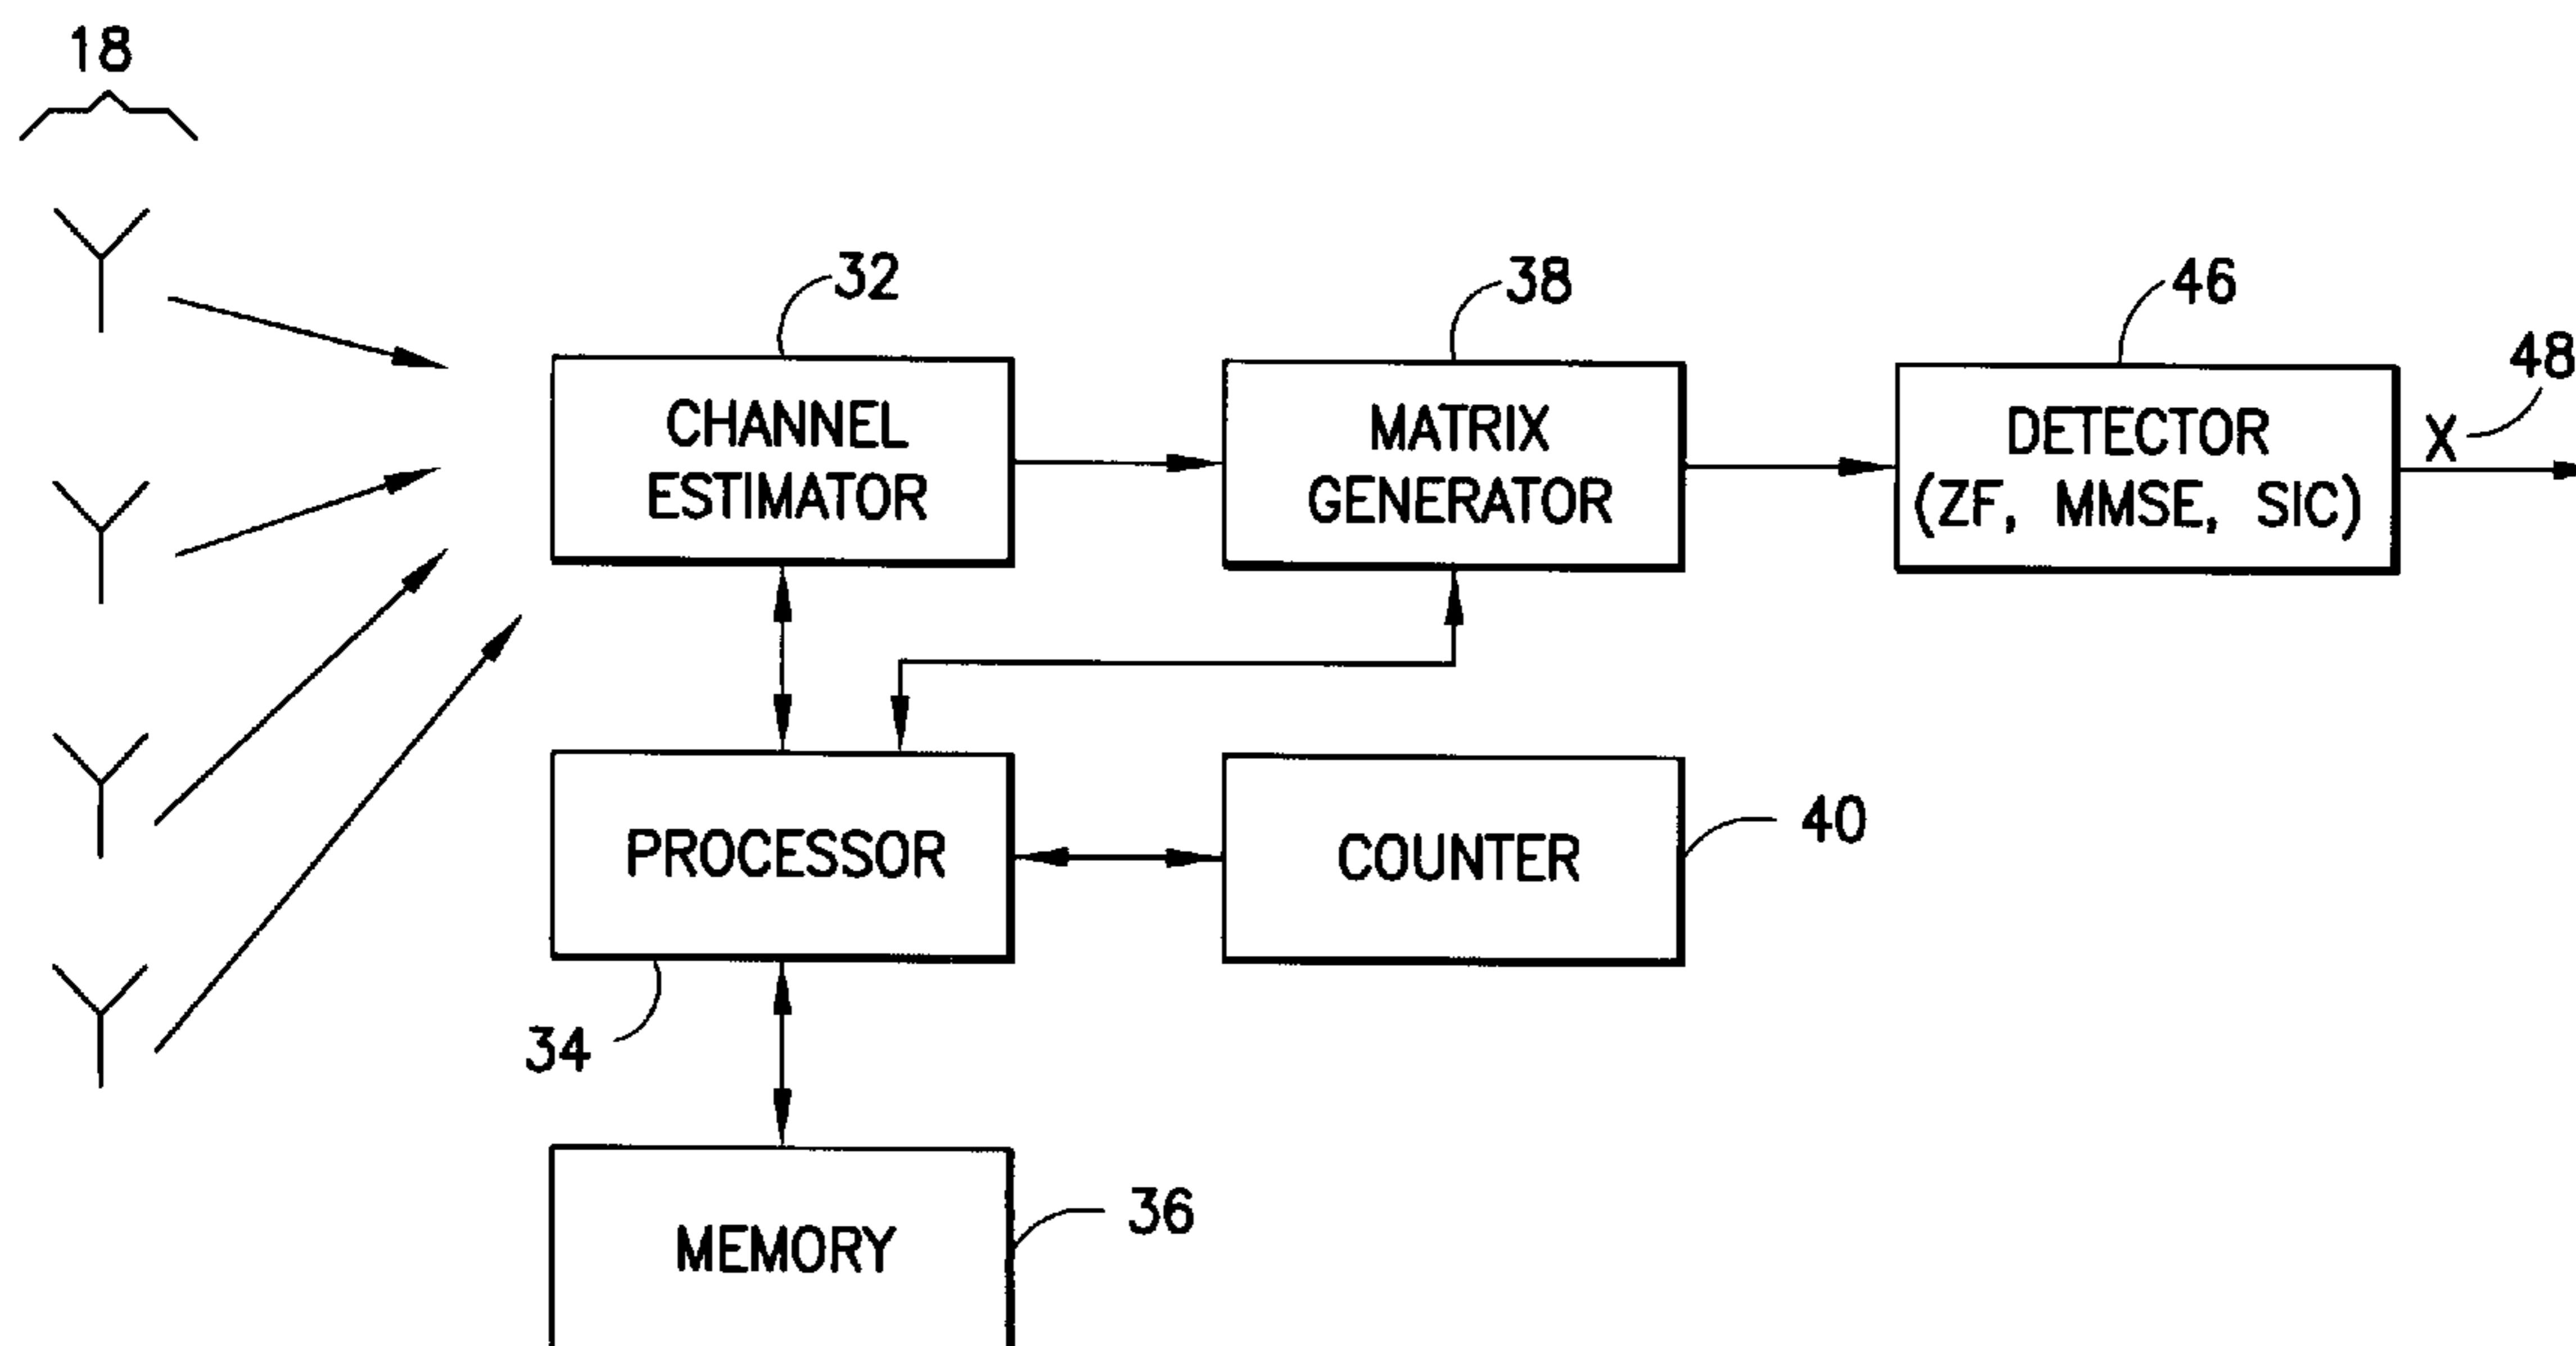 18
32
38
46
48
CHANNEL
ESTIMATOR
MATRIX
GENERATOR
DETECTOR
(ZF, MMSE, SIC)
X
PROCESSOR
COUNTER
40
34
MEMORY
36